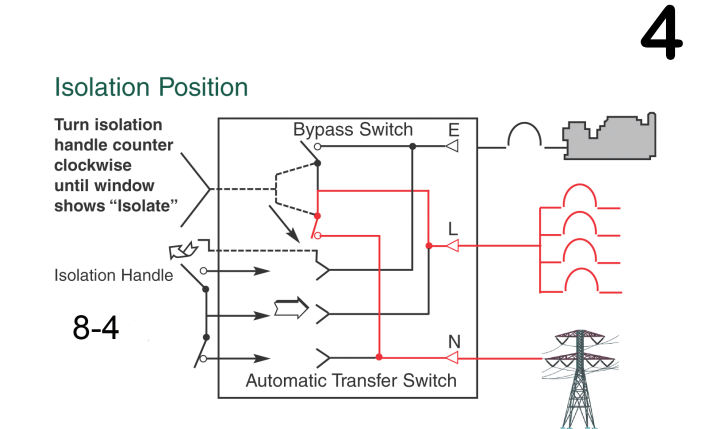 4
Isolation Position
Turn isolation
handle counter
clockwise
until window
shows “Isolate”
Bypass Switch
E
L
Isolation Handle
8-4
N
Automatic Transfer Switch